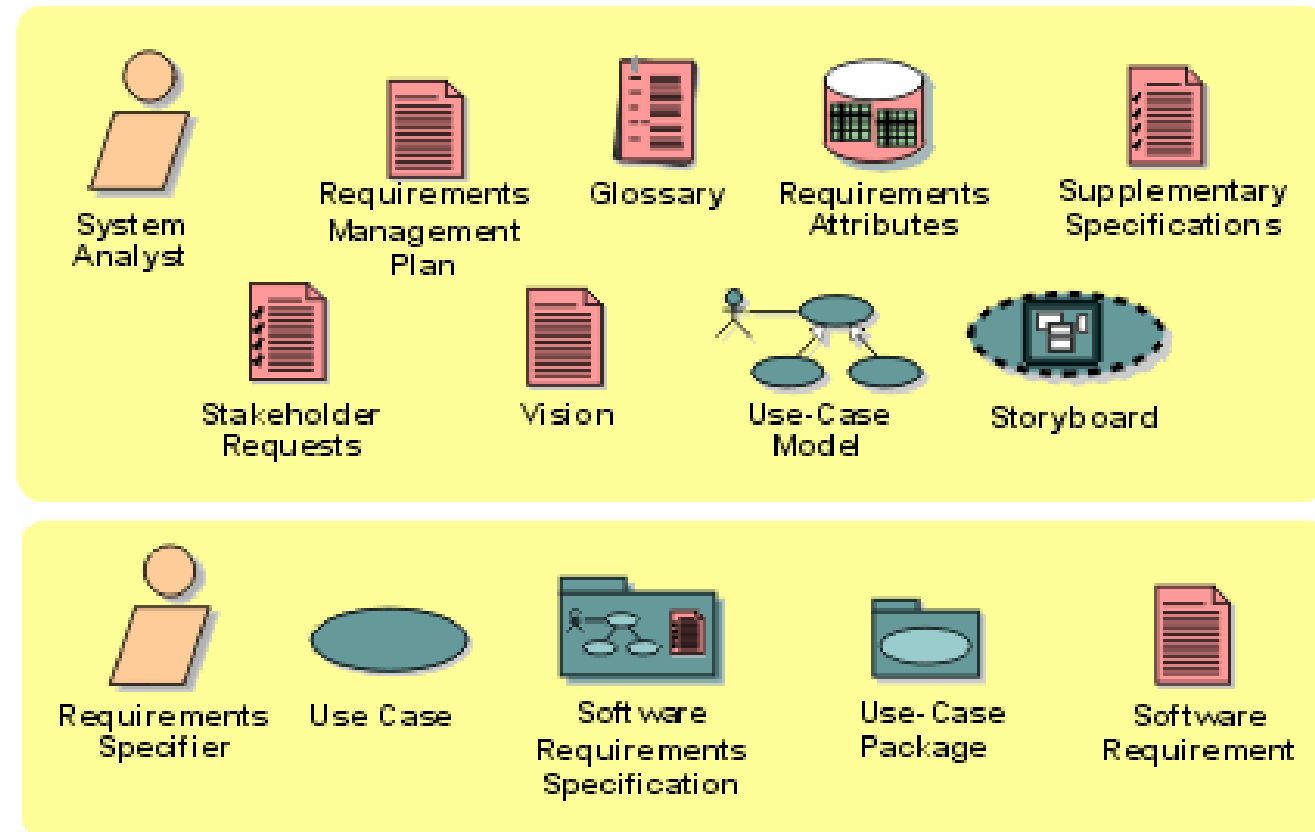 System
Analyst
Requirements
Management
Plan
Glossary
Requirements
Attributes
Supplementary
Specifications
Stakeholder
Requests
Vision
Use-Case
Model
Storyboard
Requirements
Specifier
Use Case
Software
Requirements
Specification
Use-Case
Package
Software
Requirement